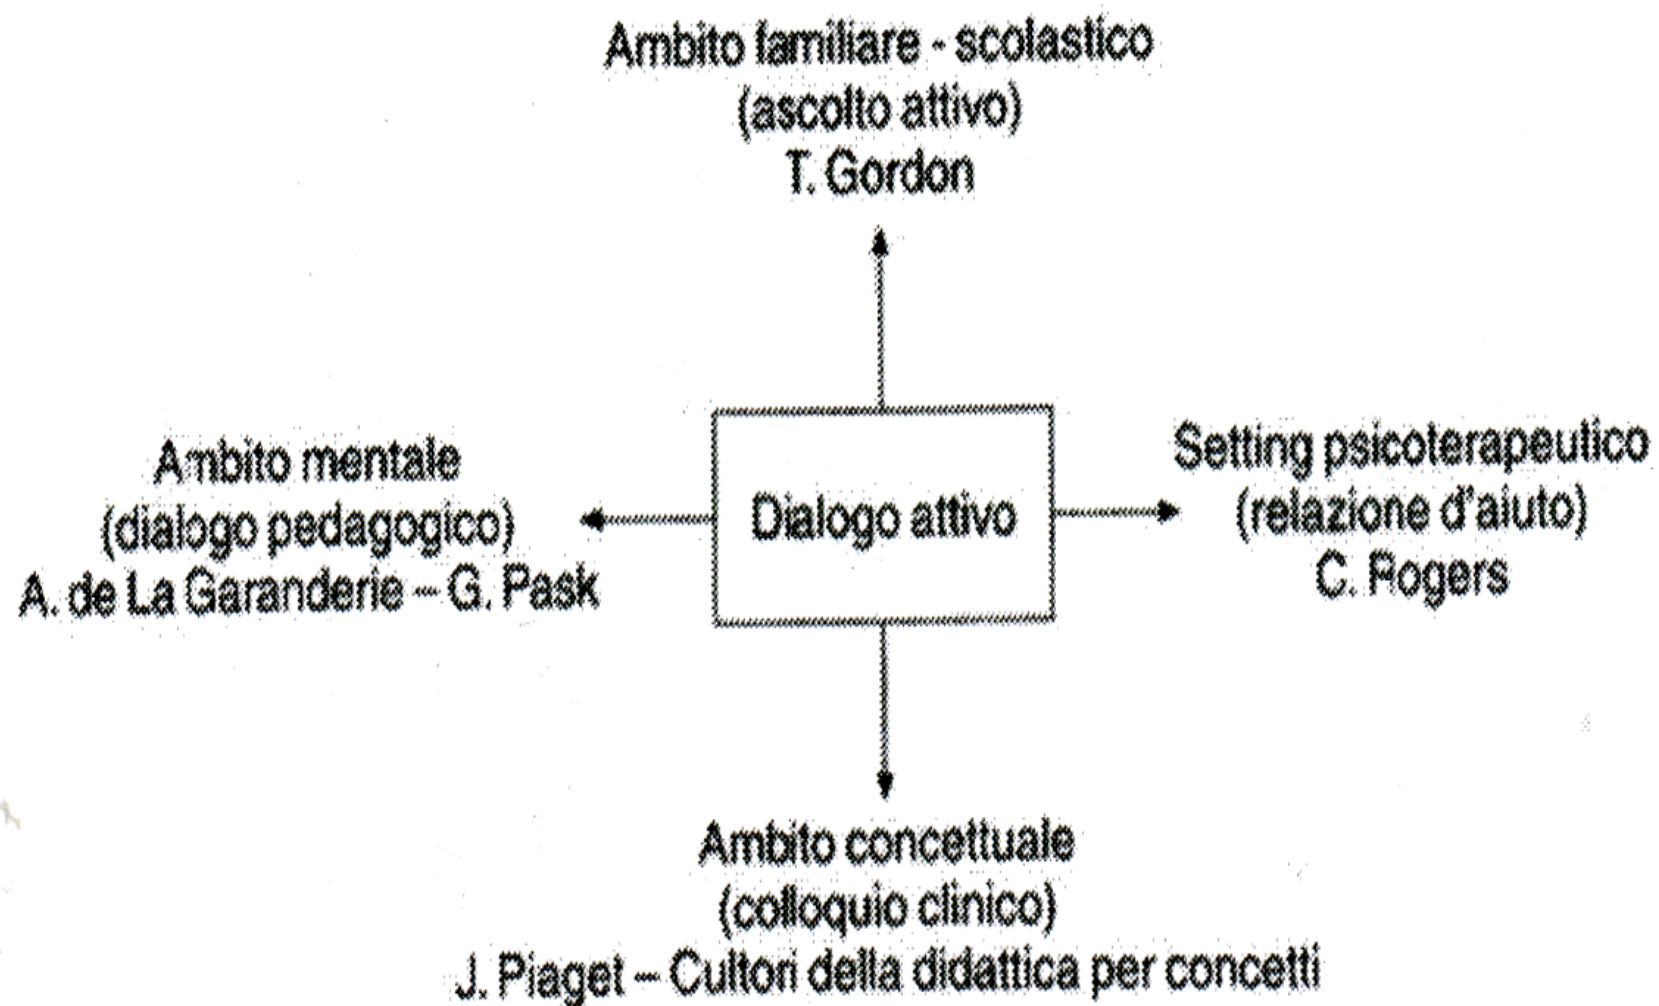 Ambito familiare - scolastico
(ascolto attivo)
T. Gordon
Ambito mentale
(dialogo pedagogico)
A. de La Garanderie – G. Pask
Dialogo attivo
Setting psicoterapeutico
(relazione d'aiuto)
C. Rogers
Ambito concettuale
(colloquio clinico)
J. Piaget – Cultori della didattica per concetti